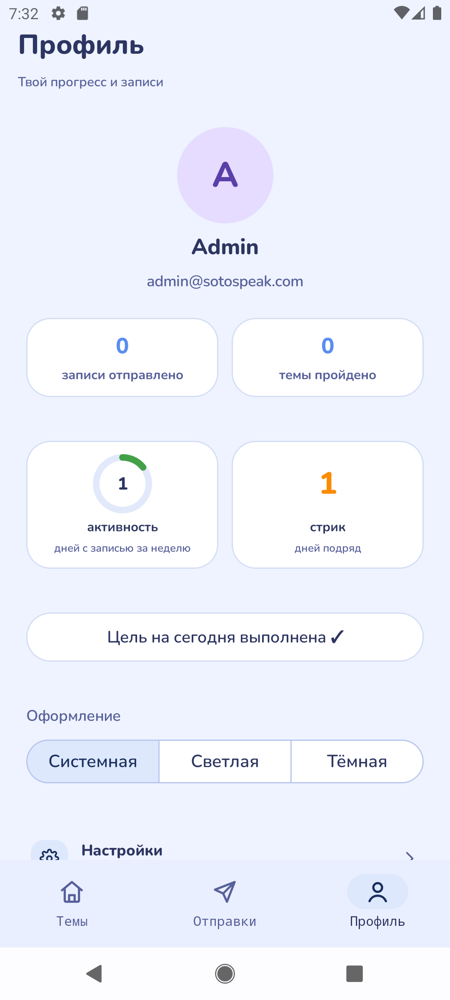 7:32
Профиль
Твой прогресс и записи
A
Admin
admin@sotospeak.com
0
записи отправлено
0
темы пройдено
1
активность
дней с записью за неделю
1
стрик
дней подряд
Цель на сегодня выполнена ✓
Оформление
Системная
Светлая
Тёмная
Настройки
Темы
Отправки
Профиль